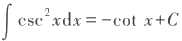 ∫ csc²xdx = −cot x+C